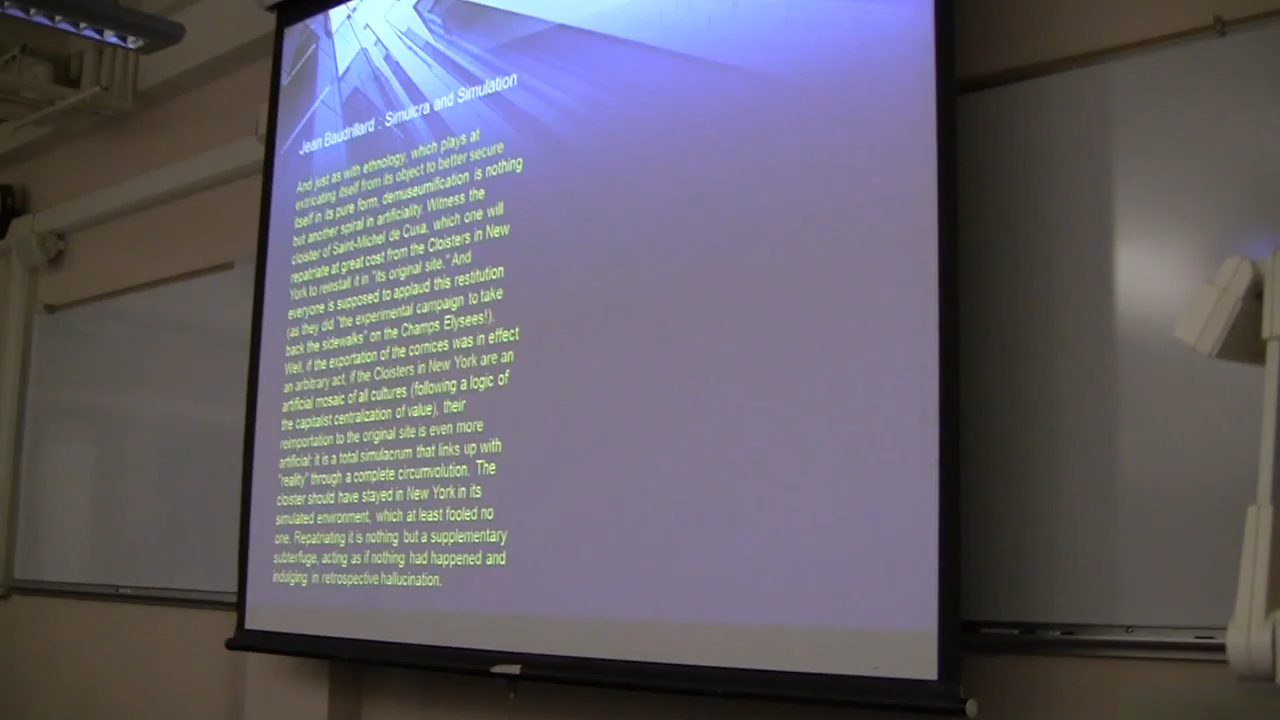 Jean Baudrillard : Simulcra and Simulation
And just as with ethnology, which plays at
extricating itself from its object to better secure
itself in its pure form, demuseumification is nothing
but another spiral in artificiality. Witness the
cloister of Saint-Michel de Cuxa, which one will
repatriate at great cost from the Cloisters in New
York to reinstall it in "its original site." And
everyone is supposed to applaud this restitution
(as they did "the experimental campaign to take
back the sidewalks" on the Champs Elysees!).
Well, if the exportation of the cornices was in effect
an arbitrary act, if the Cloisters in New York are an
artificial mosaic of all cultures (following a logic of
the capitalist centralization of value), their
reimportation to the original site is even more
artificial: it is a total simulacrum that links up with
"reality" through a complete circumvolution. The
cloister should have stayed in New York in its
simulated environment, which at least fooled no
one. Repatriating it is nothing but a supplementary
subterfuge, acting as if nothing had happened and
indulging in retrospective hallucination.